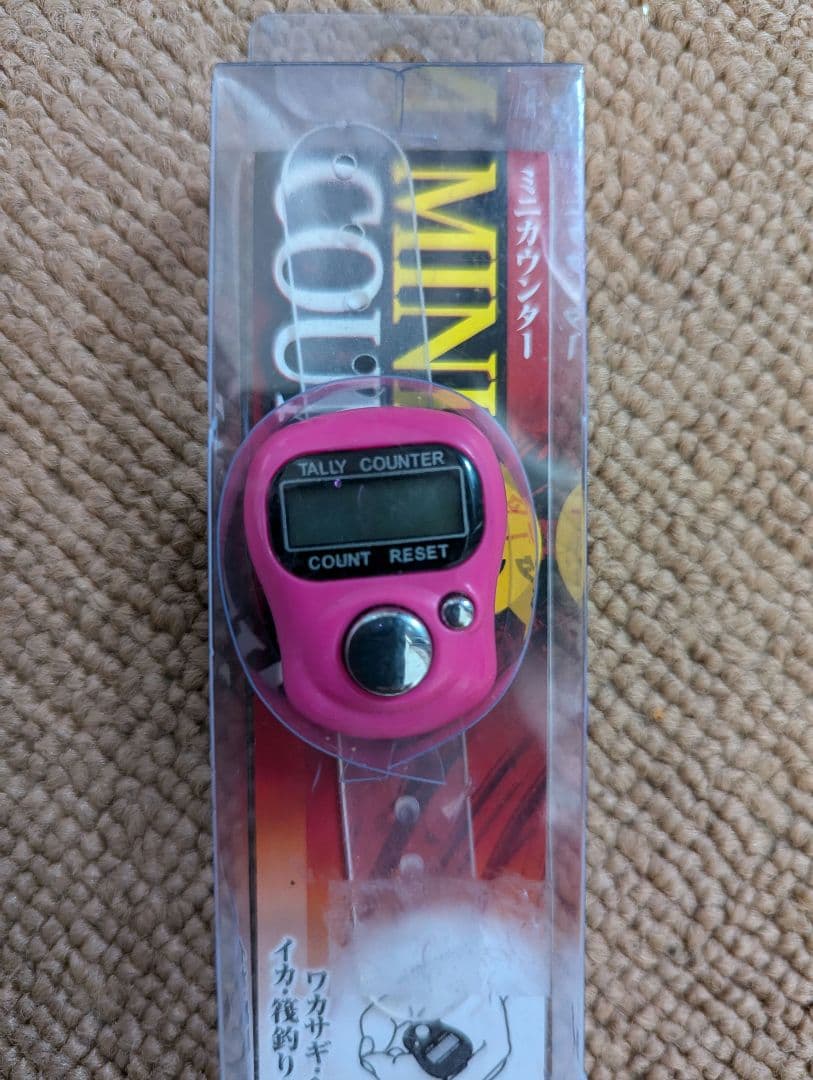 ミニカウンター
MINI
COU
TALLY COUNTER
COUNT RESET
ワカサギ・
イカ・筏釣り